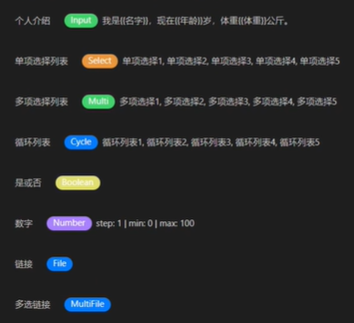 个人介绍 Input 我是{{名字}}，现在{{年龄}}岁，体重{{体重}}公斤。
单项选择列表 Select 单项选择1, 单项选择2, 单项选择3, 单项选择4, 单项选择5
多项选择列表 Multi 多项选择1, 多项选择2, 多项选择3, 多项选择4, 多项选择5
循环列表 Cycle 循环列表1, 循环列表2, 循环列表3, 循环列表4, 循环列表5
是或否 Boolean
数字 Number step: 1 | min: 0 | max: 100
链接 File
多选链接 MultiFile